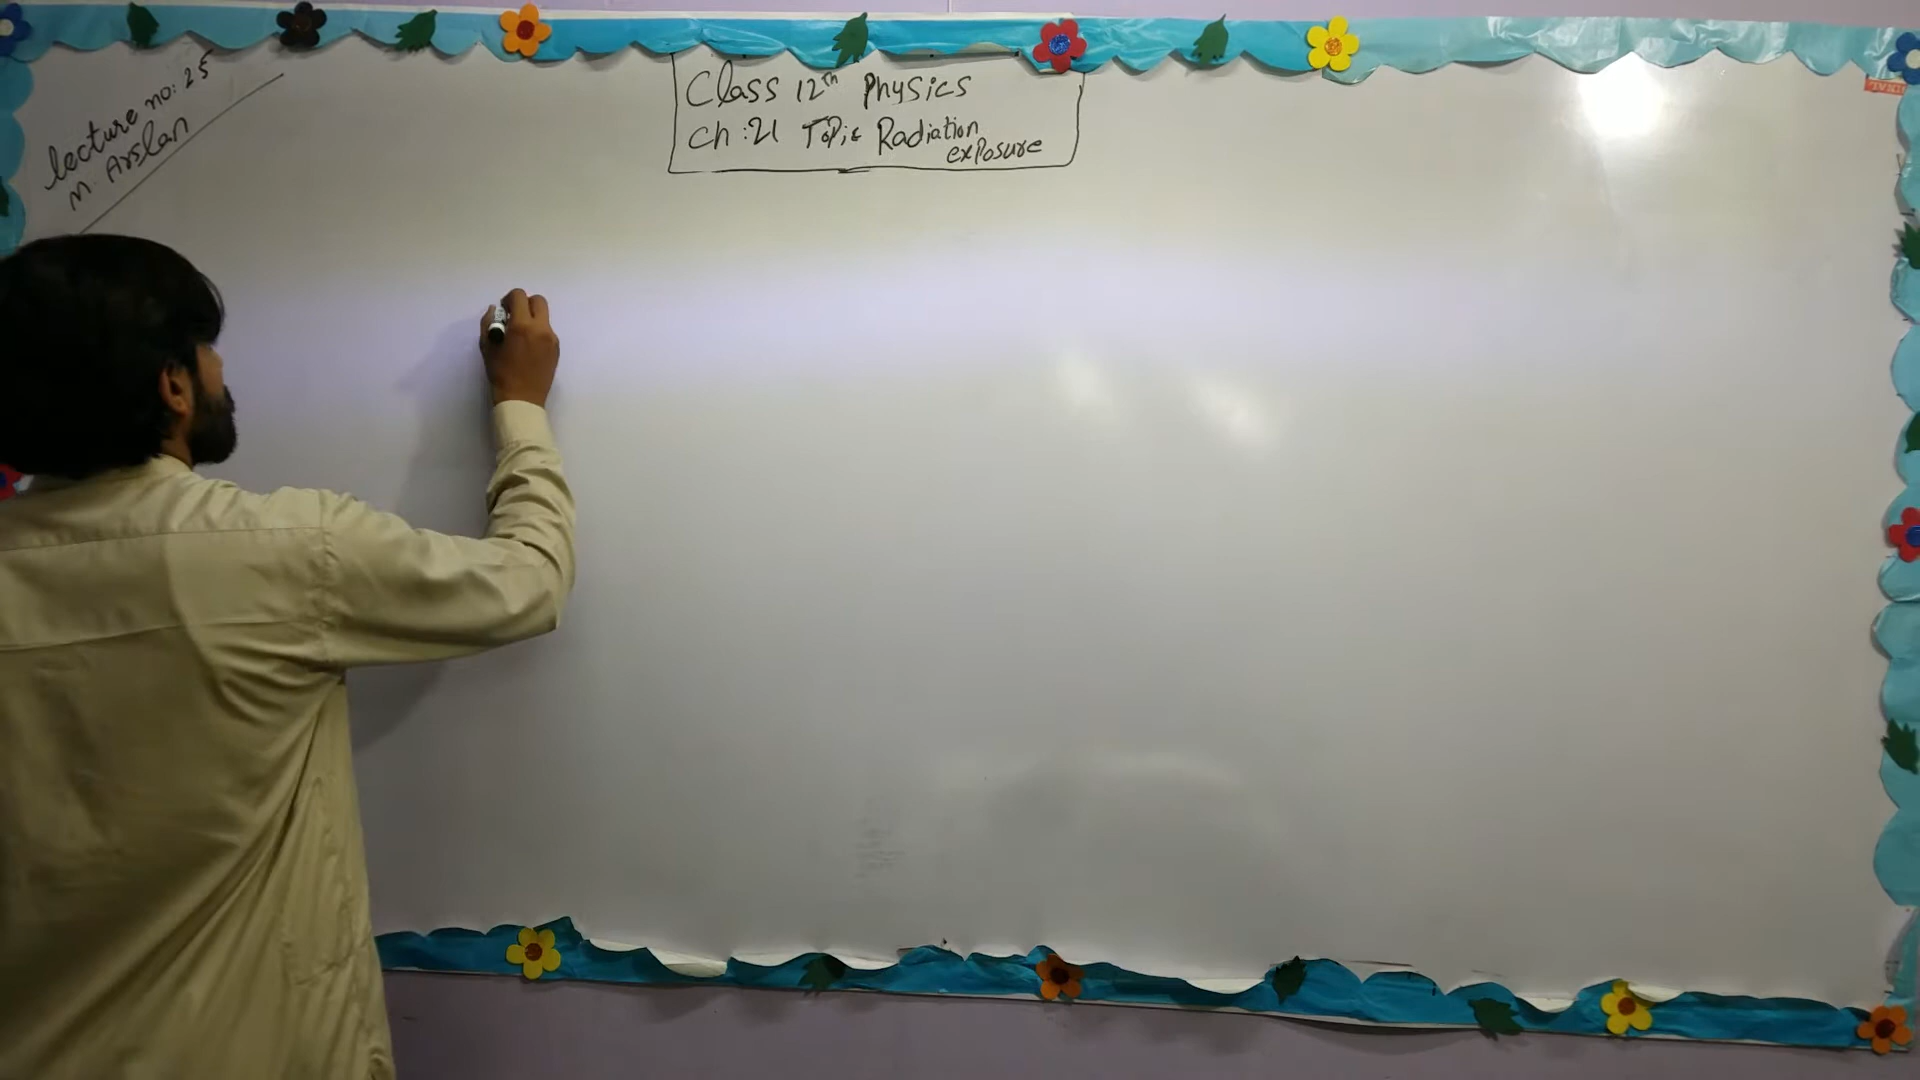 lecture no: 25
M. Arslan
Class 12th Physics
Ch: 21 Topic Radiation
exposure